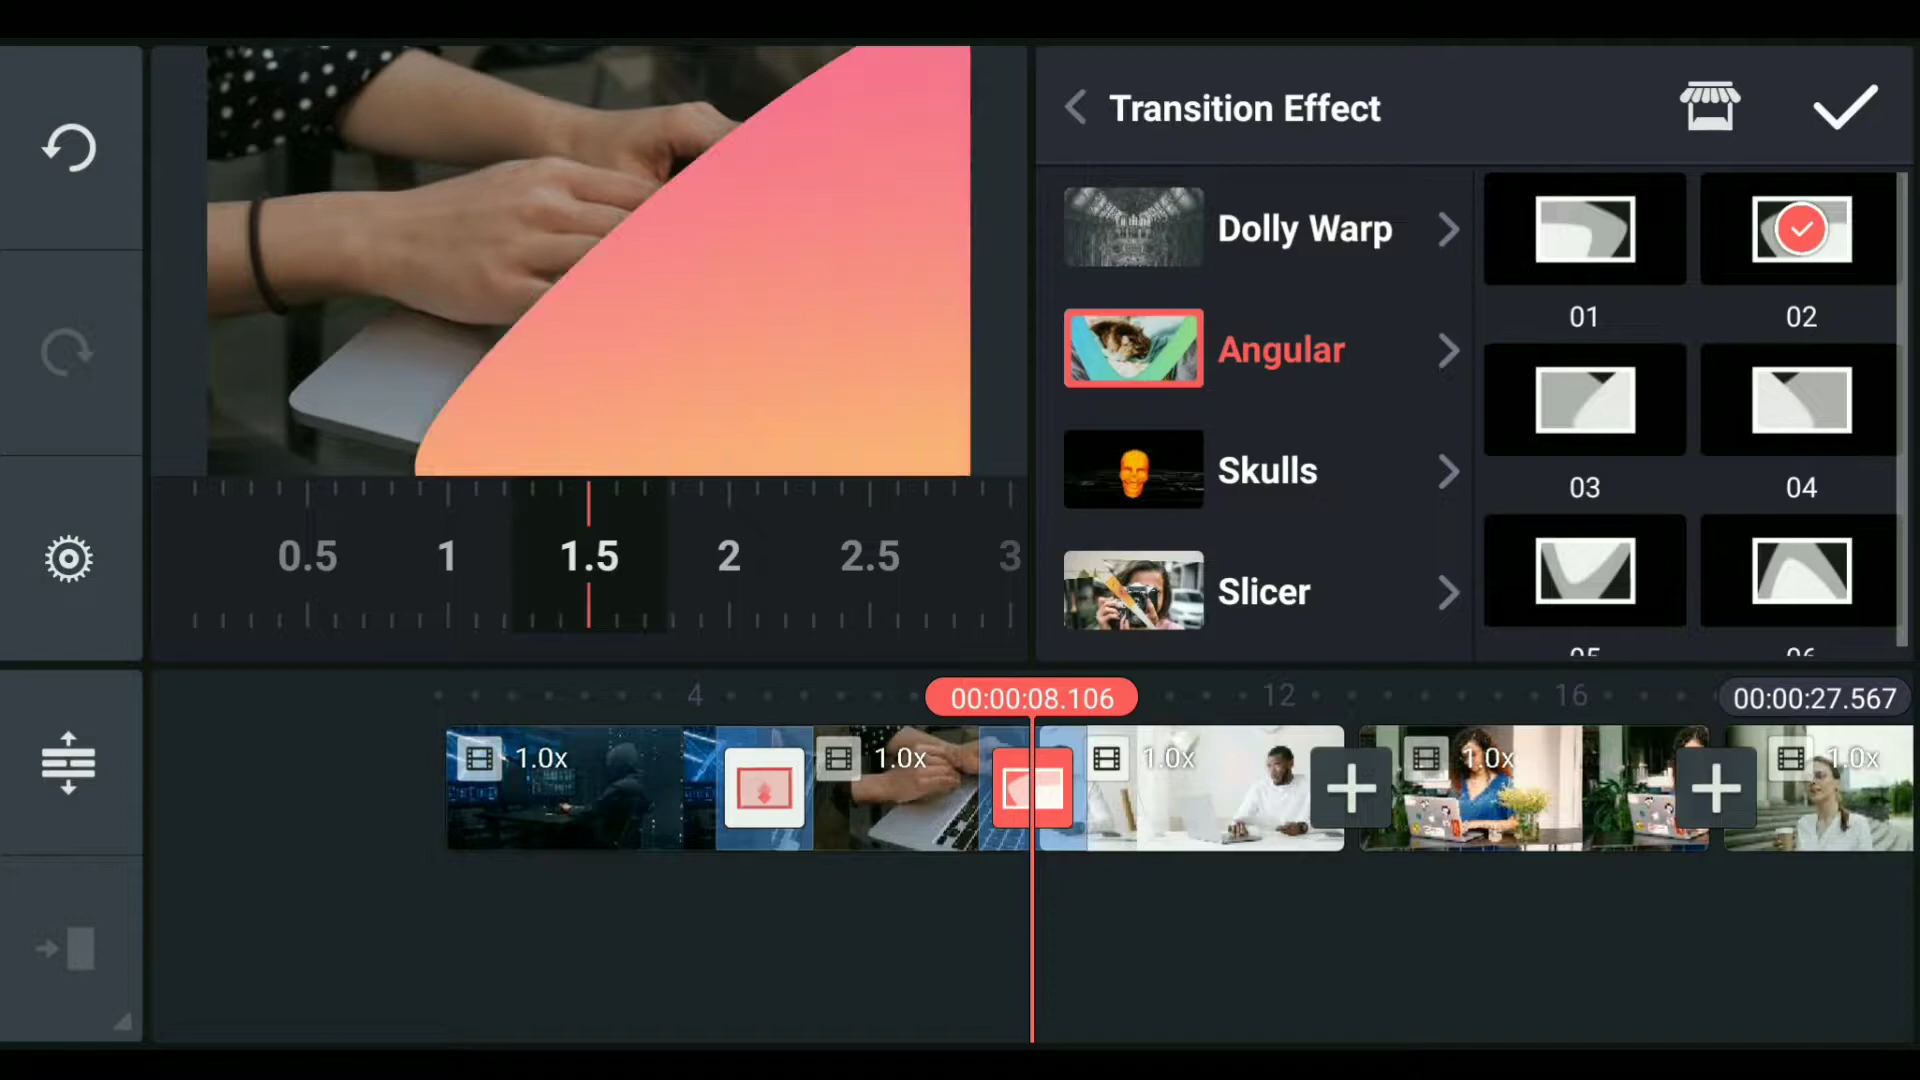 Transition Effect
Dolly Warp
Angular
Skulls
Slicer
01
02
03
04
05
06
0.5
1
1.5
2
2.5
3
4
00:00:08.106
12
16
00:00:27.567
1.0x
1.0x
1.0x
1.0x
1.0x